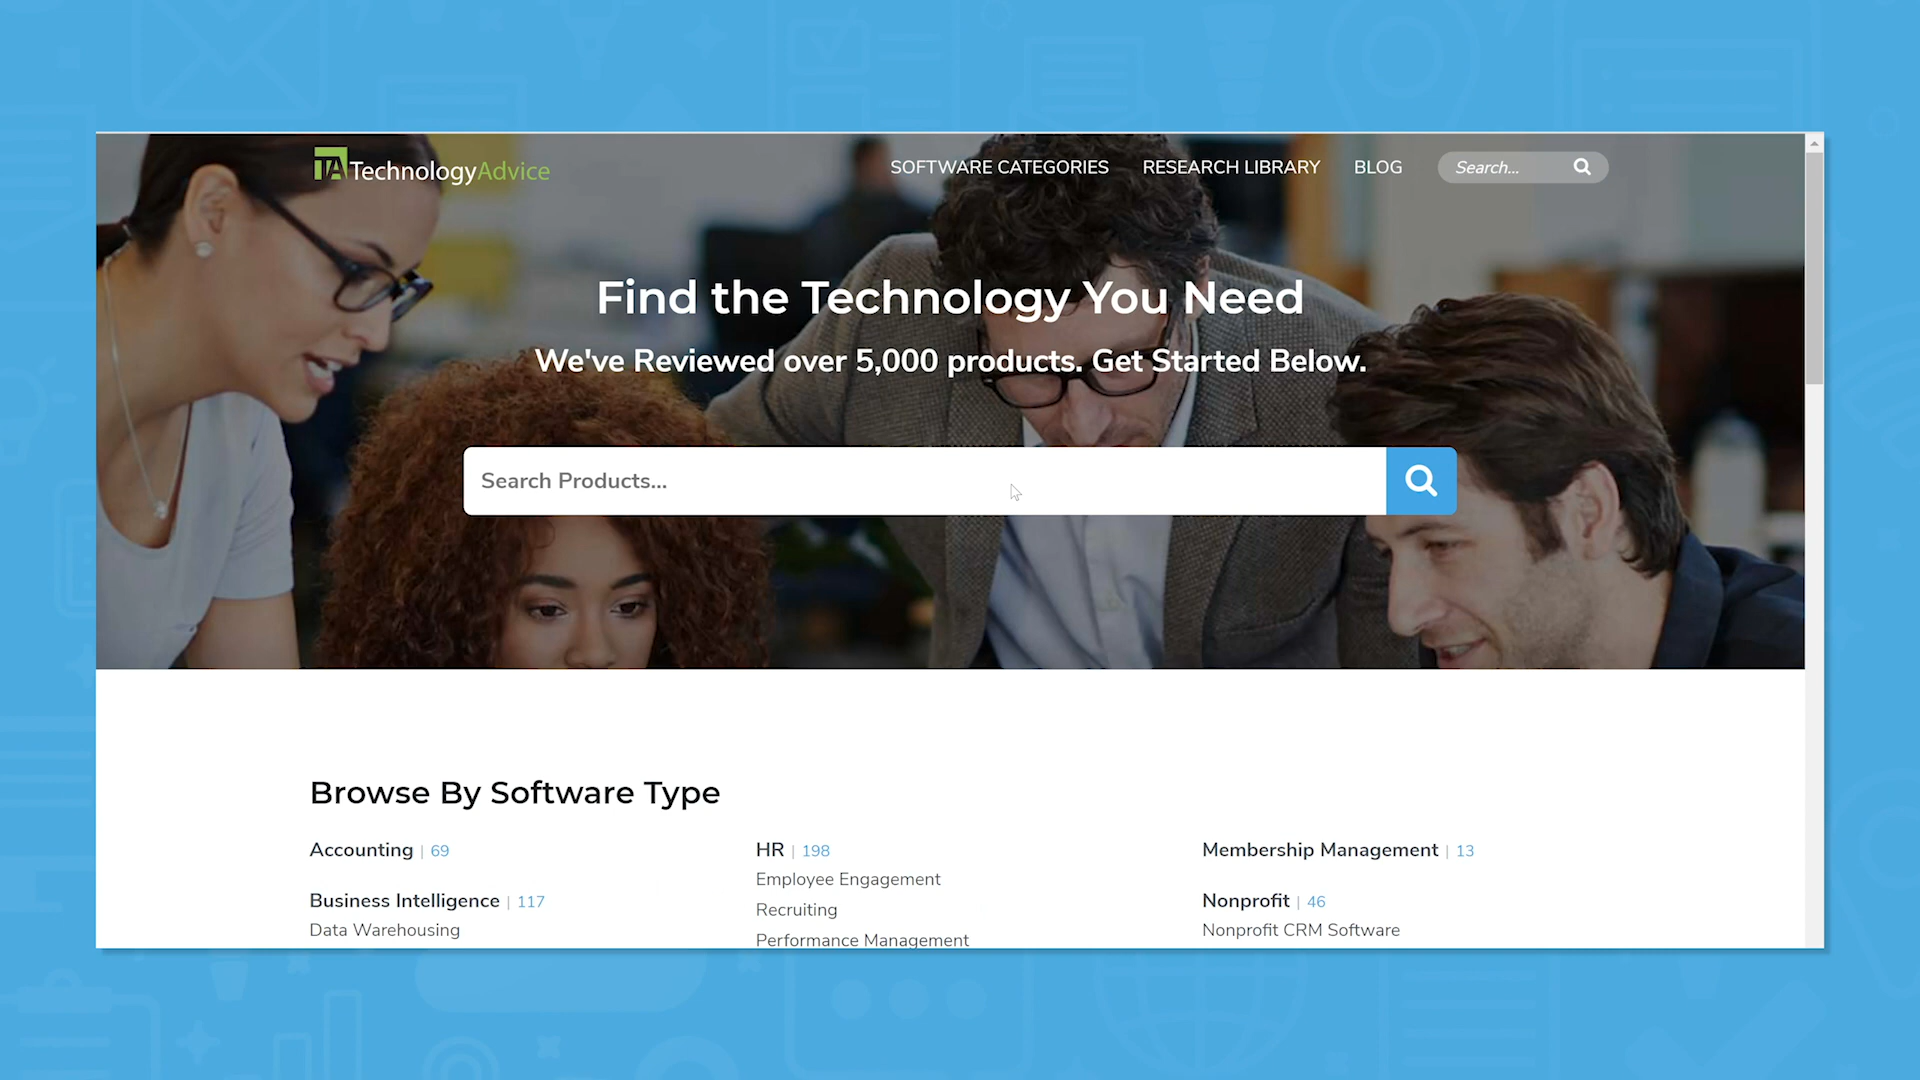 TA TechnologyAdvice
SOFTWARE CATEGORIES
RESEARCH LIBRARY
BLOG
Search...
Find the Technology You Need
We've Reviewed over 5,000 products. Get Started Below.
Search Products...
Browse By Software Type
Accounting | 69
Business Intelligence | 117
Data Warehousing
HR | 198
Employee Engagement
Recruiting
Performance Management
Membership Management | 13
Nonprofit | 46
Nonprofit CRM Software